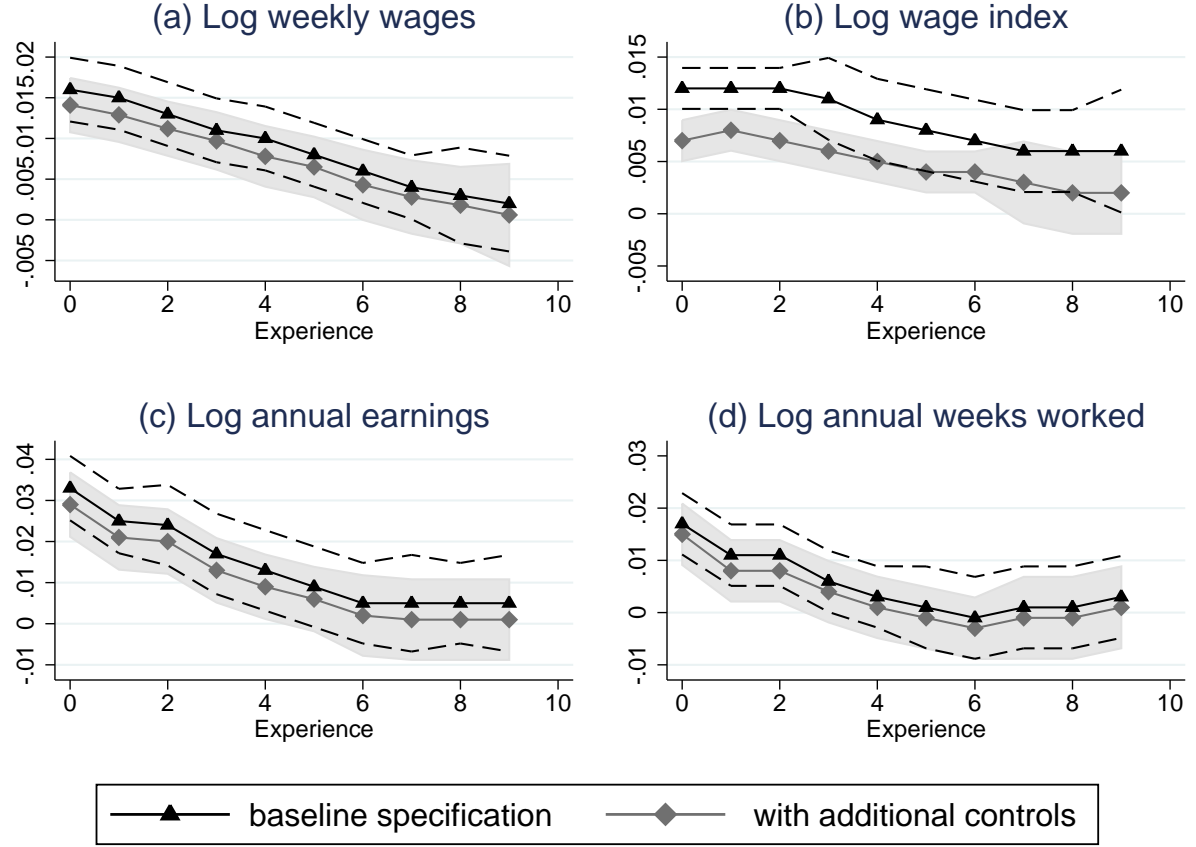 (a) Log weekly wages
.02
.015
.01
.005
0
-.005
0 2 4 6 8 10
Experience
(b) Log wage index
.015
.01
.005
0
-.005
0 2 4 6 8 10
Experience
(c) Log annual earnings
.04
.03
.02
.01
0
-.01
0 2 4 6 8 10
Experience
(d) Log annual weeks worked
.03
.02
.01
0
-.01
0 2 4 6 8 10
Experience
baseline specification with additional controls